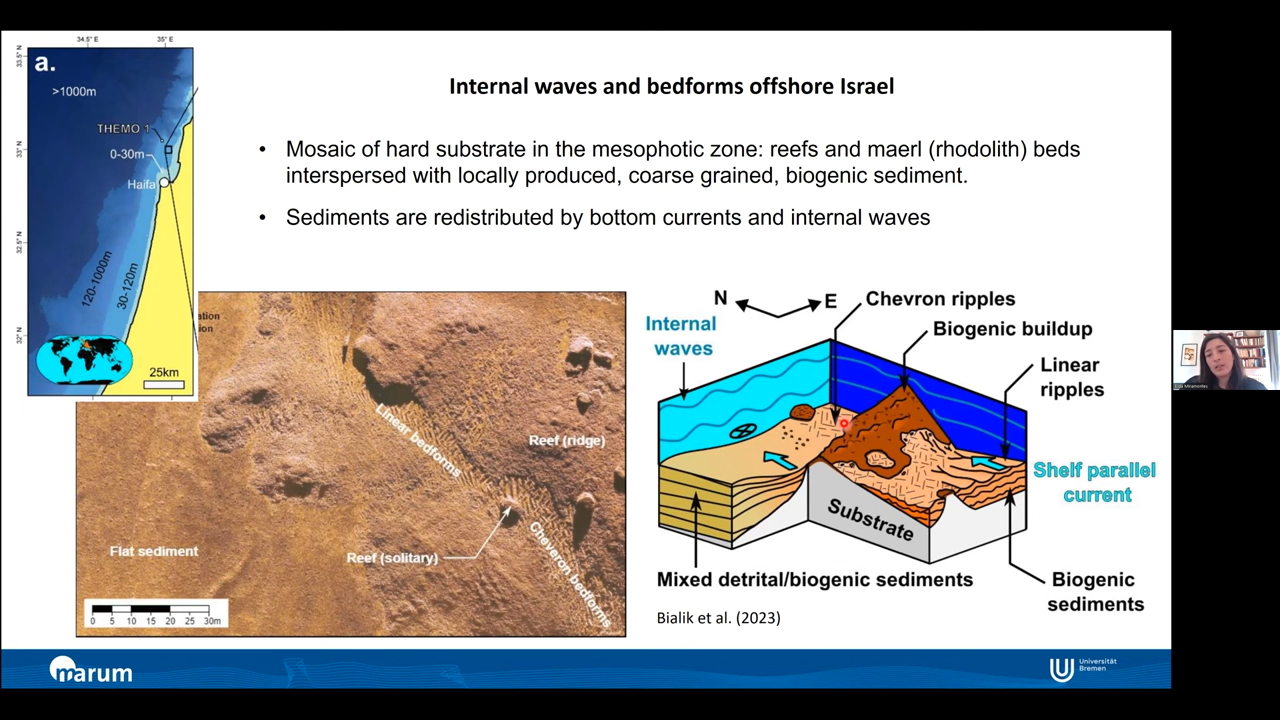 34.5° E
35° E
33.5° N
a.
>1000m
THEMO 1
33° N
0-30m
Haifa
32.5° N
120-1000m
30-120m
32° N
25km
Internal waves and bedforms offshore Israel
• Mosaic of hard substrate in the mesophotic zone: reefs and maerl (rhodolith) beds
interspersed with locally produced, coarse grained, biogenic sediment.
• Sediments are redistributed by bottom currents and internal waves
Linear bedforms
Reef (ridge)
Flat sediment
Reef (solitary)
Cheveron bedforms
0 5 10 15 20 25 30m
N
E
Chevron ripples
Internal
waves
Biogenic buildup
Linear
ripples
Shelf parallel
current
Substrate
Mixed detrital/biogenic sediments
Biogenic
sediments
Bialik et al. (2023)
marum
Universität
Bremen